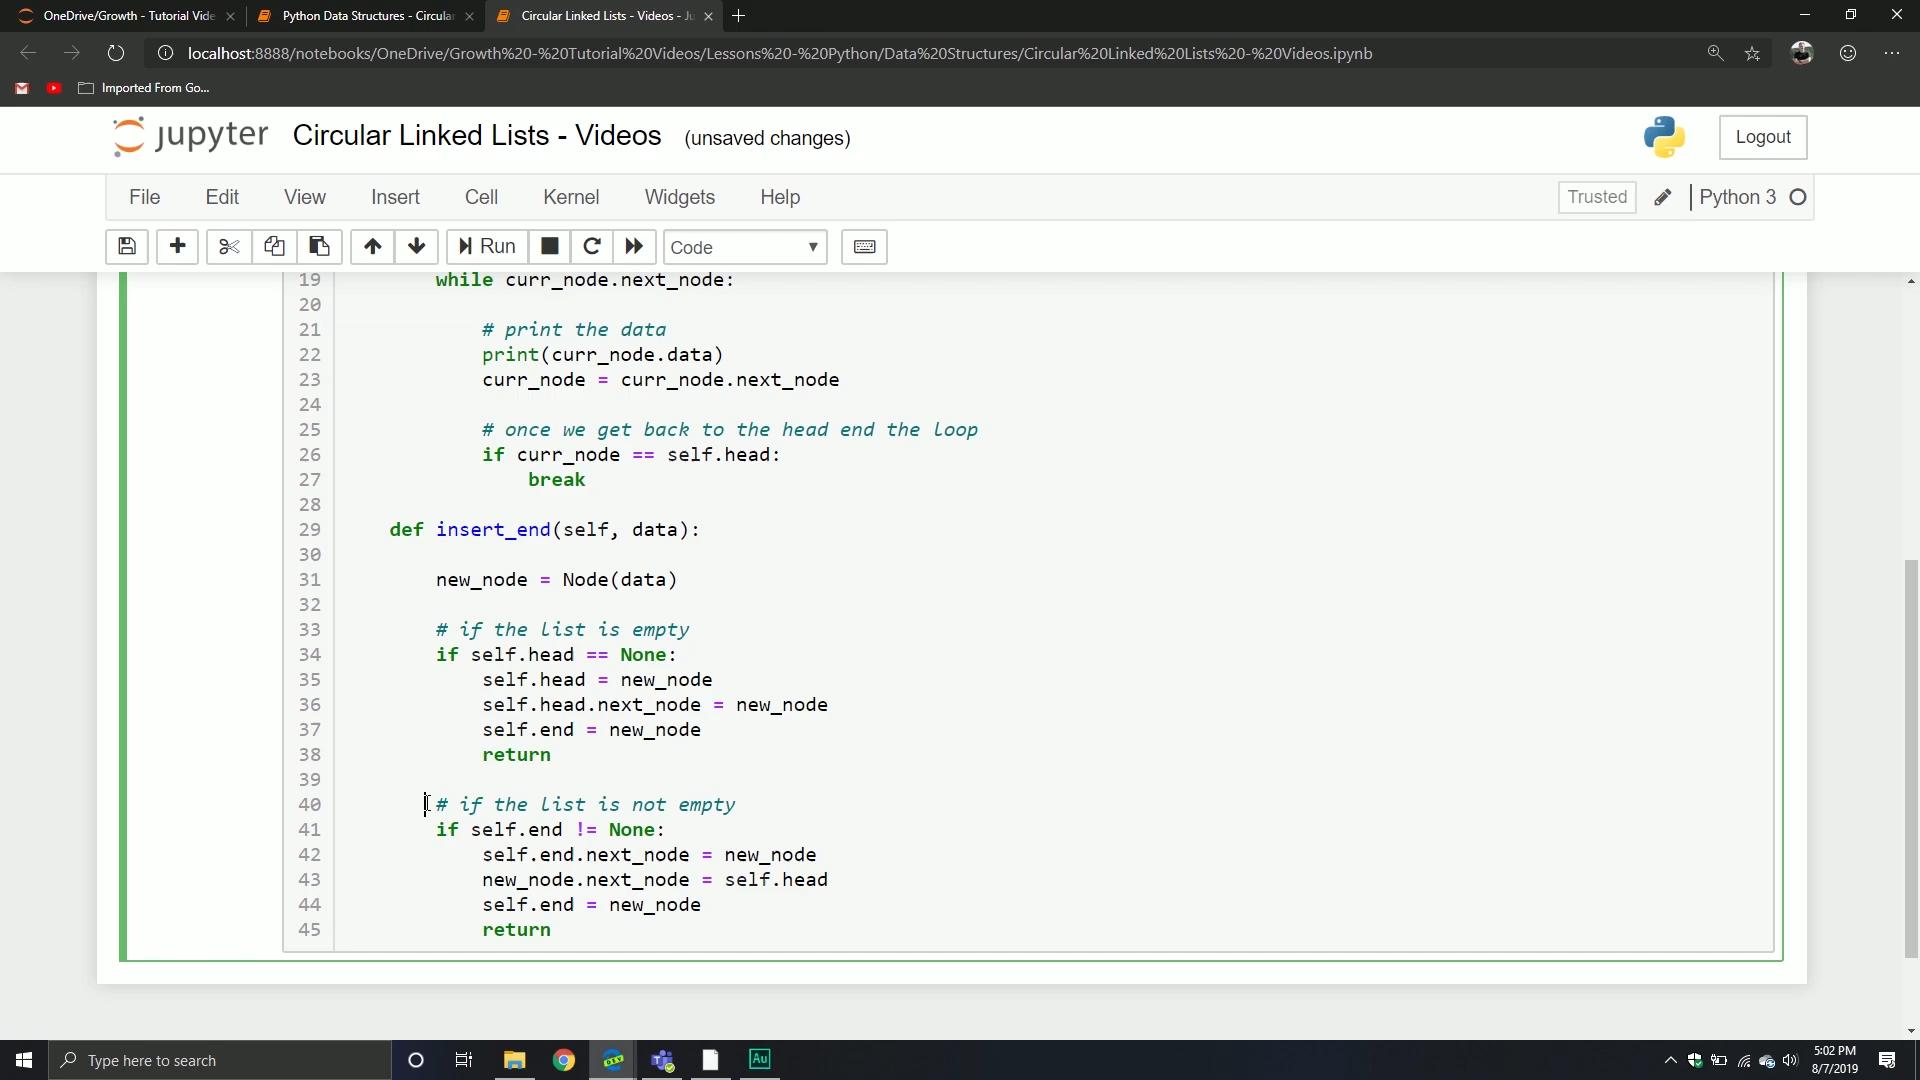 OneDrive/Growth - Tutorial Vide
Python Data Structures - Circular
Circular Linked Lists - Videos - Ju
localhost:8888/notebooks/OneDrive/Growth%20-%20Tutorial%20Videos/Lessons%20-%20Python/Data%20Structures/Circular%20Linked%20Lists%20-%20Videos.ipynb
Imported From Go...
jupyter Circular Linked Lists - Videos (unsaved changes)
Logout
File Edit View Insert Cell Kernel Widgets Help
Trusted Python 3
Run Code
19 while curr_node.next_node:
20
21 # print the data
22 print(curr_node.data)
23 curr_node = curr_node.next_node
24
25 # once we get back to the head end the loop
26 if curr_node == self.head:
27 break
28
29 def insert_end(self, data):
30
31 new_node = Node(data)
32
33 # if the list is empty
34 if self.head == None:
35 self.head = new_node
36 self.head.next_node = new_node
37 self.end = new_node
38 return
39
40 # if the list is not empty
41 if self.end != None:
42 self.end.next_node = new_node
43 new_node.next_node = self.head
44 self.end = new_node
45 return
Type here to search
DEV
Au
5:02 PM
8/7/2019